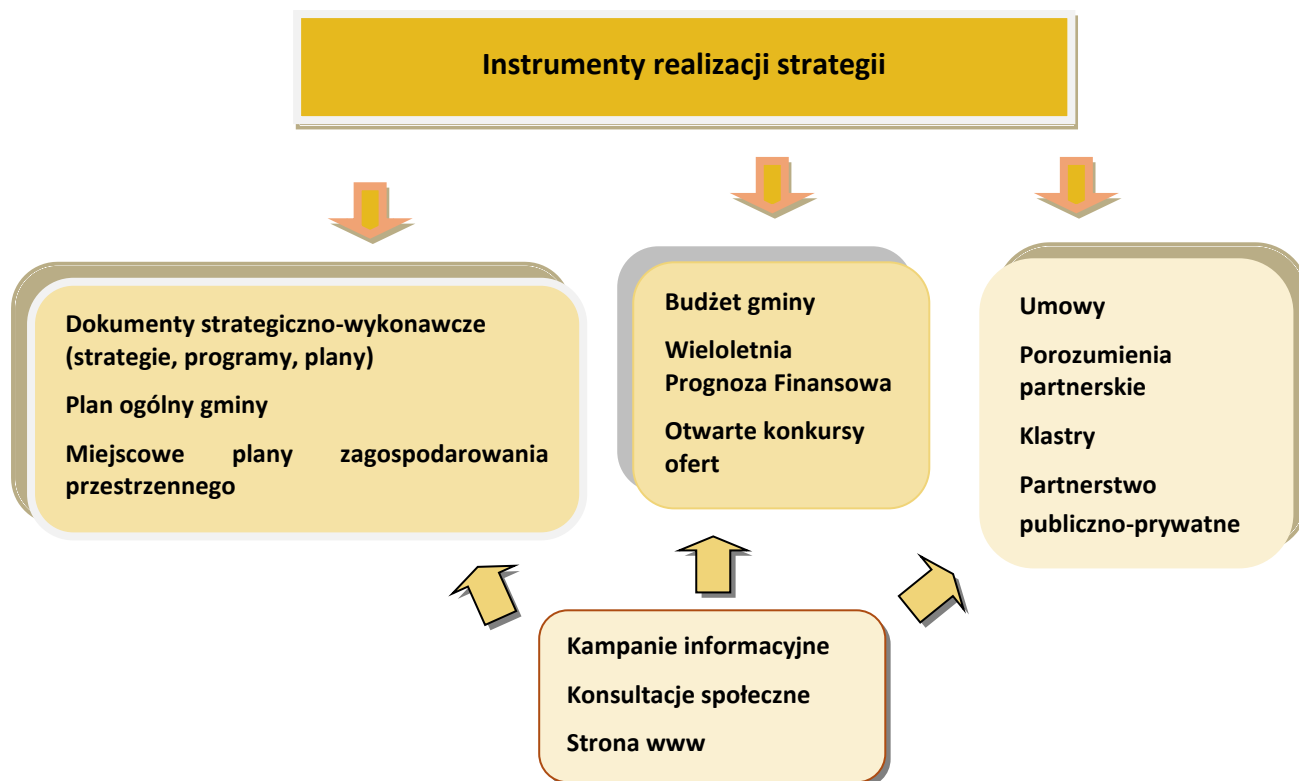 Instrumenty realizacji strategii
Dokumenty strategiczno-wykonawcze
(strategie, programy, plany)
Plan ogólny gminy
Miejscowe plany zagospodarowania
przestrzennego
Budżet gminy
Wieloletnia
Prognoza Finansowa
Otwarte konkursy
ofert
Umowy
Porozumienia
partnerskie
Klastry
Partnerstwo
publiczno-prywatne
Kampanie informacyjne
Konsultacje społeczne
Strona www